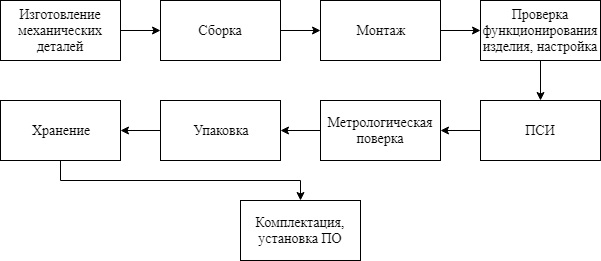 Изготовление
механических
деталей
Сборка
Монтаж
Проверка
функционирования
изделия, настройка
ПСИ
Метрологическая
поверка
Упаковка
Хранение
Комплектация,
установка ПО